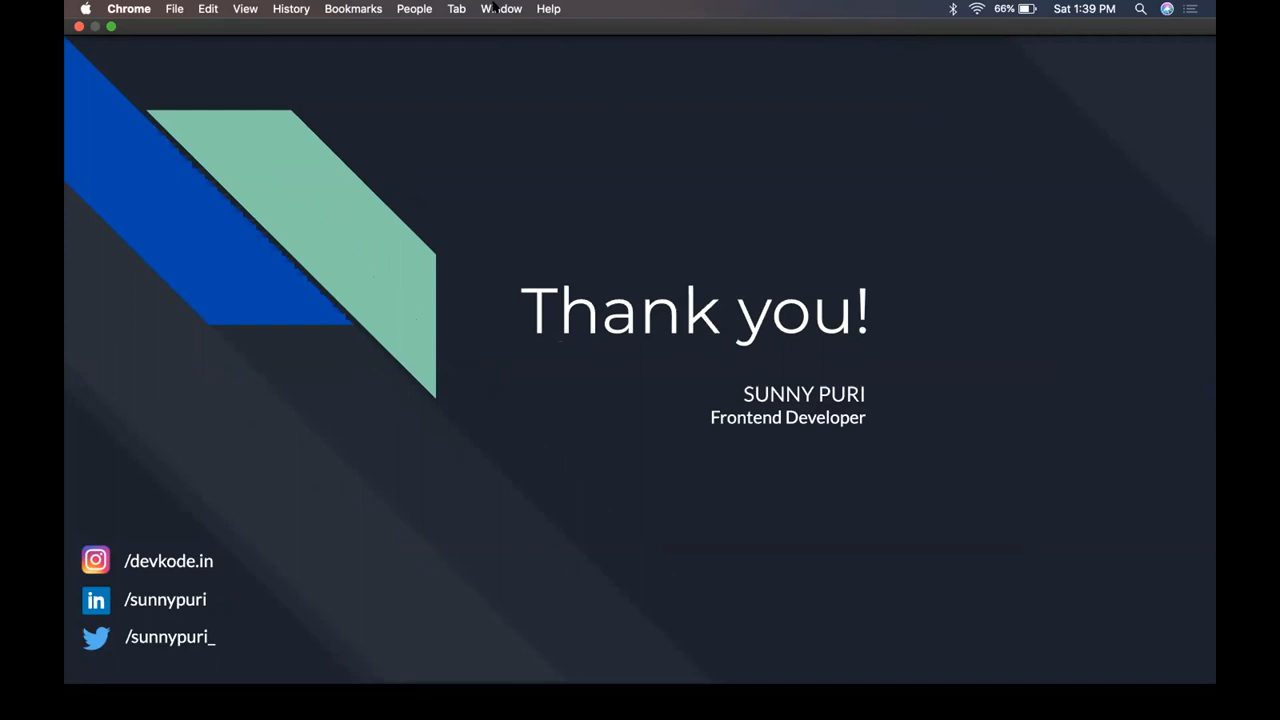 Chrome File Edit View History Bookmarks People Tab Window Help 66% Sat 1:39 PM
Thank you!
SUNNY PURI
Frontend Developer
/devkode.in
in /sunnypuri
/sunnypuri_